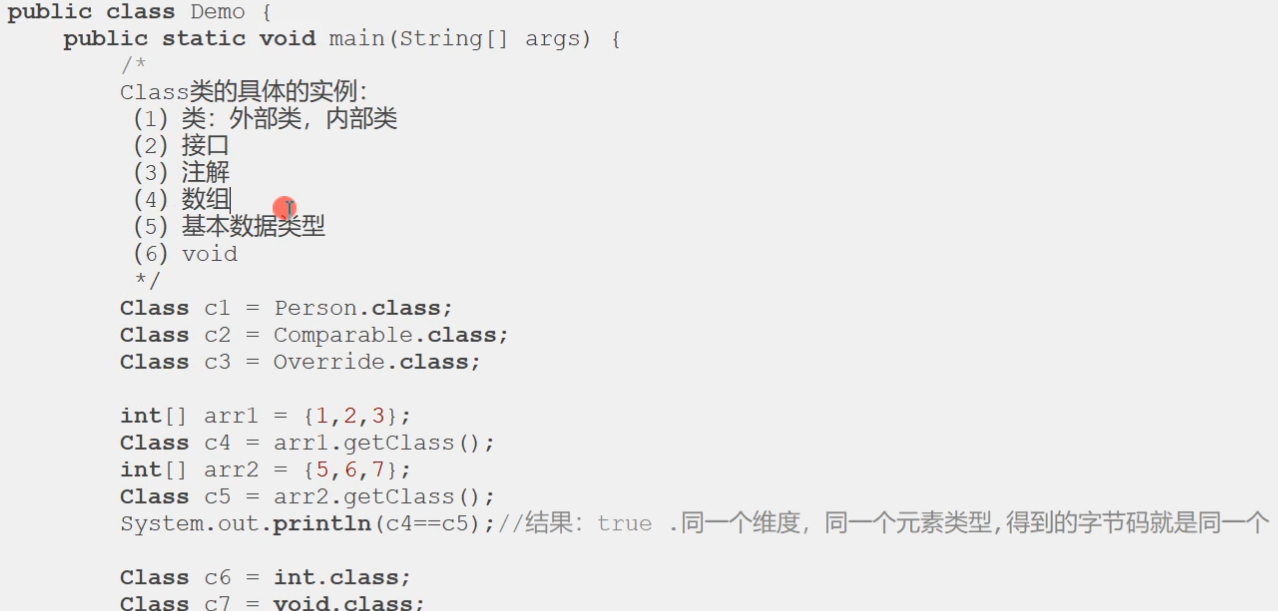 public class Demo {
    public static void main(String[] args) {
        /*
        Class类的具体的实例：
         (1) 类：外部类，内部类
         (2) 接口
         (3) 注解
         (4) 数组
         (5) 基本数据类型
         (6) void
         */
        Class c1 = Person.class;
        Class c2 = Comparable.class;
        Class c3 = Override.class;

        int[] arr1 = {1,2,3};
        Class c4 = arr1.getClass();
        int[] arr2 = {5,6,7};
        Class c5 = arr2.getClass();
        System.out.println(c4==c5);//结果：true .同一个维度，同一个元素类型,得到的字节码就是同一个

        Class c6 = int.class;
        Class c7 = void.class;